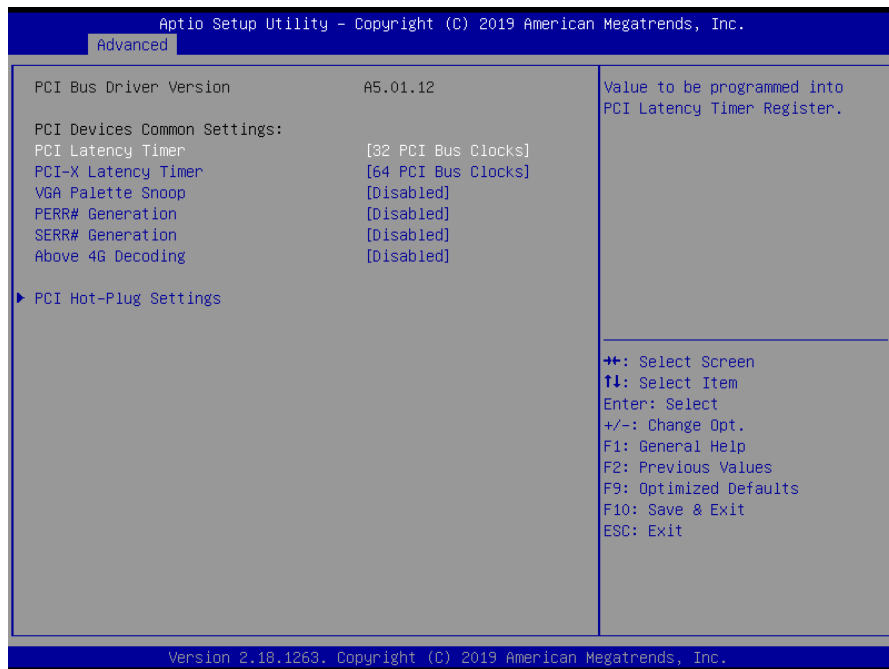 Aptio Setup Utility – Copyright (C) 2019 American Megatrends, Inc.
Advanced
PCI Bus Driver Version A5.01.12
PCI Devices Common Settings:
PCI Latency Timer [32 PCI Bus Clocks]
PCI-X Latency Timer [64 PCI Bus Clocks]
VGA Palette Snoop [Disabled]
PERR# Generation [Disabled]
SERR# Generation [Disabled]
Above 4G Decoding [Disabled]
PCI Hot-Plug Settings
Value to be programmed into
PCI Latency Timer Register.
→←: Select Screen
↑↓: Select Item
Enter: Select
+/-: Change Opt.
F1: General Help
F2: Previous Values
F9: Optimized Defaults
F10: Save & Exit
ESC: Exit
Version 2.18.1263. Copyright (C) 2019 American Megatrends, Inc.